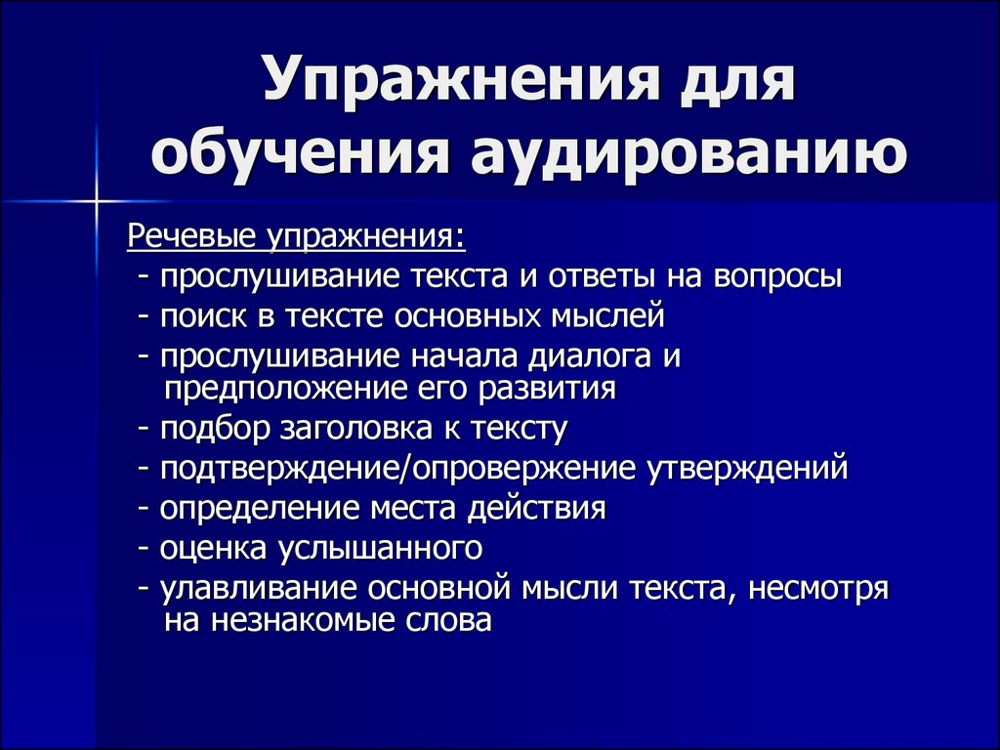 Упражнения для
обучения аудированию
Речевые упражнения:
- прослушивание текста и ответы на вопросы
- поиск в тексте основных мыслей
- прослушивание начала диалога и
предположение его развития
- подбор заголовка к тексту
- подтверждение/опровержение утверждений
- определение места действия
- оценка услышанного
- улавливание основной мысли текста, несмотря
на незнакомые слова